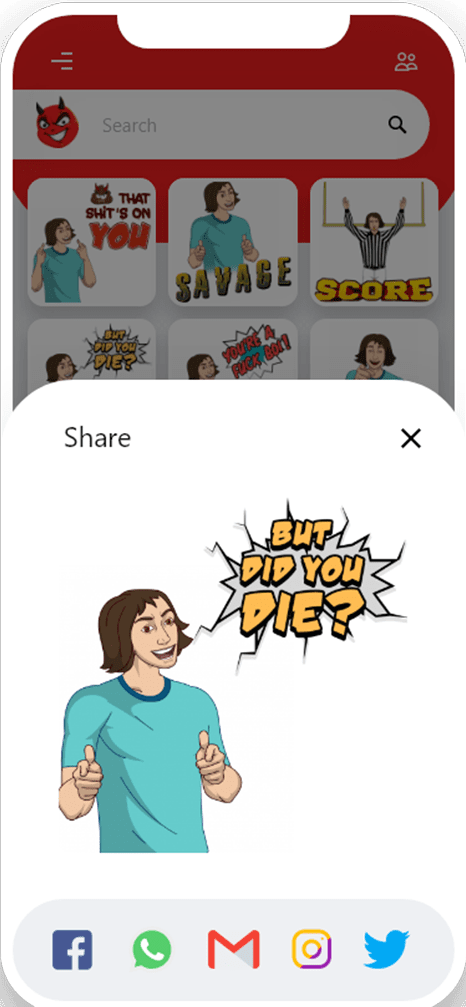 Search
THAT
SHIT'S ON
YOU
SAVAGE
SCORE
BUT
DID YOU
DIE?
YOU'RE A
FUCK BOI!
Share
BUT
DID YOU
DIE?